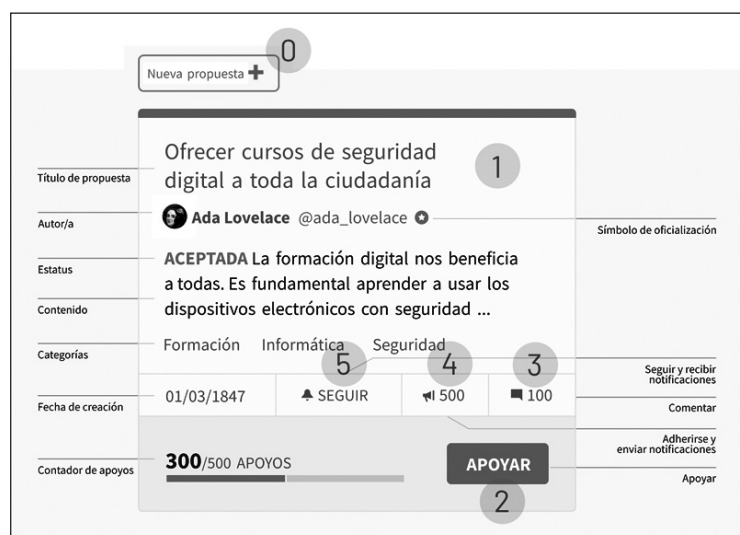 0
Nueva propuesta +
Ofrecer cursos de seguridad
digital a toda la ciudadanía
1
Título de propuesta
Autor/a
Ada Lovelace @ada_lovelace
Símbolo de oficialización
Estatus
ACEPTADA La formación digital nos beneficia
a todas. Es fundamental aprender a usar los
dispositivos electrónicos con seguridad ...
Contenido
Categorías
Formación Informática Seguridad
5
4
3
Seguir y recibir
notificaciones
Fecha de creación
01/03/1847
SEGUIR
500
100
Comentar
Adherirse y
enviar notificaciones
Contador de apoyos
300/500 APOYOS
APOYAR
Apoyar
2